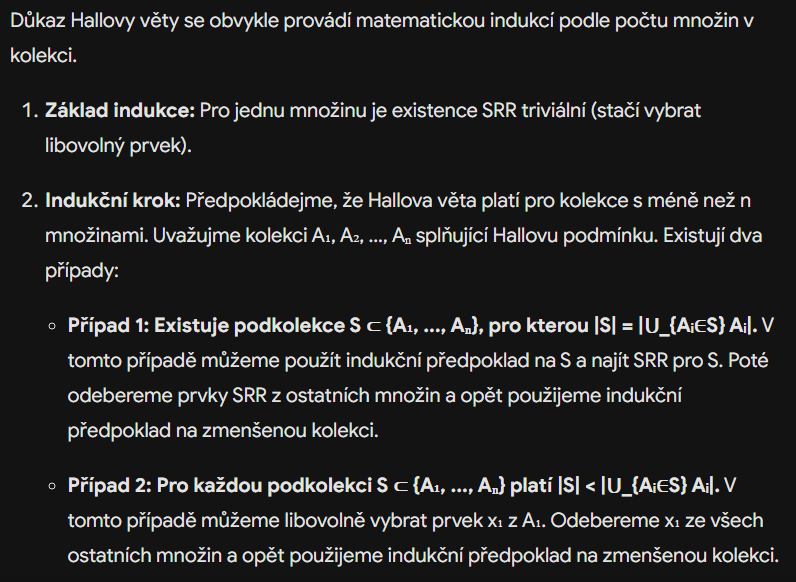 Důkaz Hallovy věty se obvykle provádí matematickou indukcí podle počtu množin v
kolekci.
1. Základ indukce: Pro jednu množinu je existence SRR triviální (stačí vybrat
libovolný prvek).
2. Indukční krok: Předpokládejme, že Hallova věta platí pro kolekce s méně než n
množinami. Uvažujme kolekci A₁, A₂, ..., Aₙ splňující Hallovu podmínku. Existují dva
případy:
○ Případ 1: Existuje podkolekce S ⊂ {A₁, ..., Aₙ}, pro kterou |S| = |⋃_{Aᵢ∈S} Aᵢ|. V
tomto případě můžeme použít indukční předpoklad na S a najít SRR pro S. Poté
odebereme prvky SRR z ostatních množin a opět použijeme indukční
předpoklad na zmenšenou kolekci.
○ Případ 2: Pro každou podkolekci S ⊂ {A₁, ..., Aₙ} platí |S| < |⋃_{Aᵢ∈S} Aᵢ|. V
tomto případě můžeme libovolně vybrat prvek x₁ z A₁. Odebereme x₁ ze všech
ostatních množin a opět použijeme indukční předpoklad na zmenšenou kolekci.